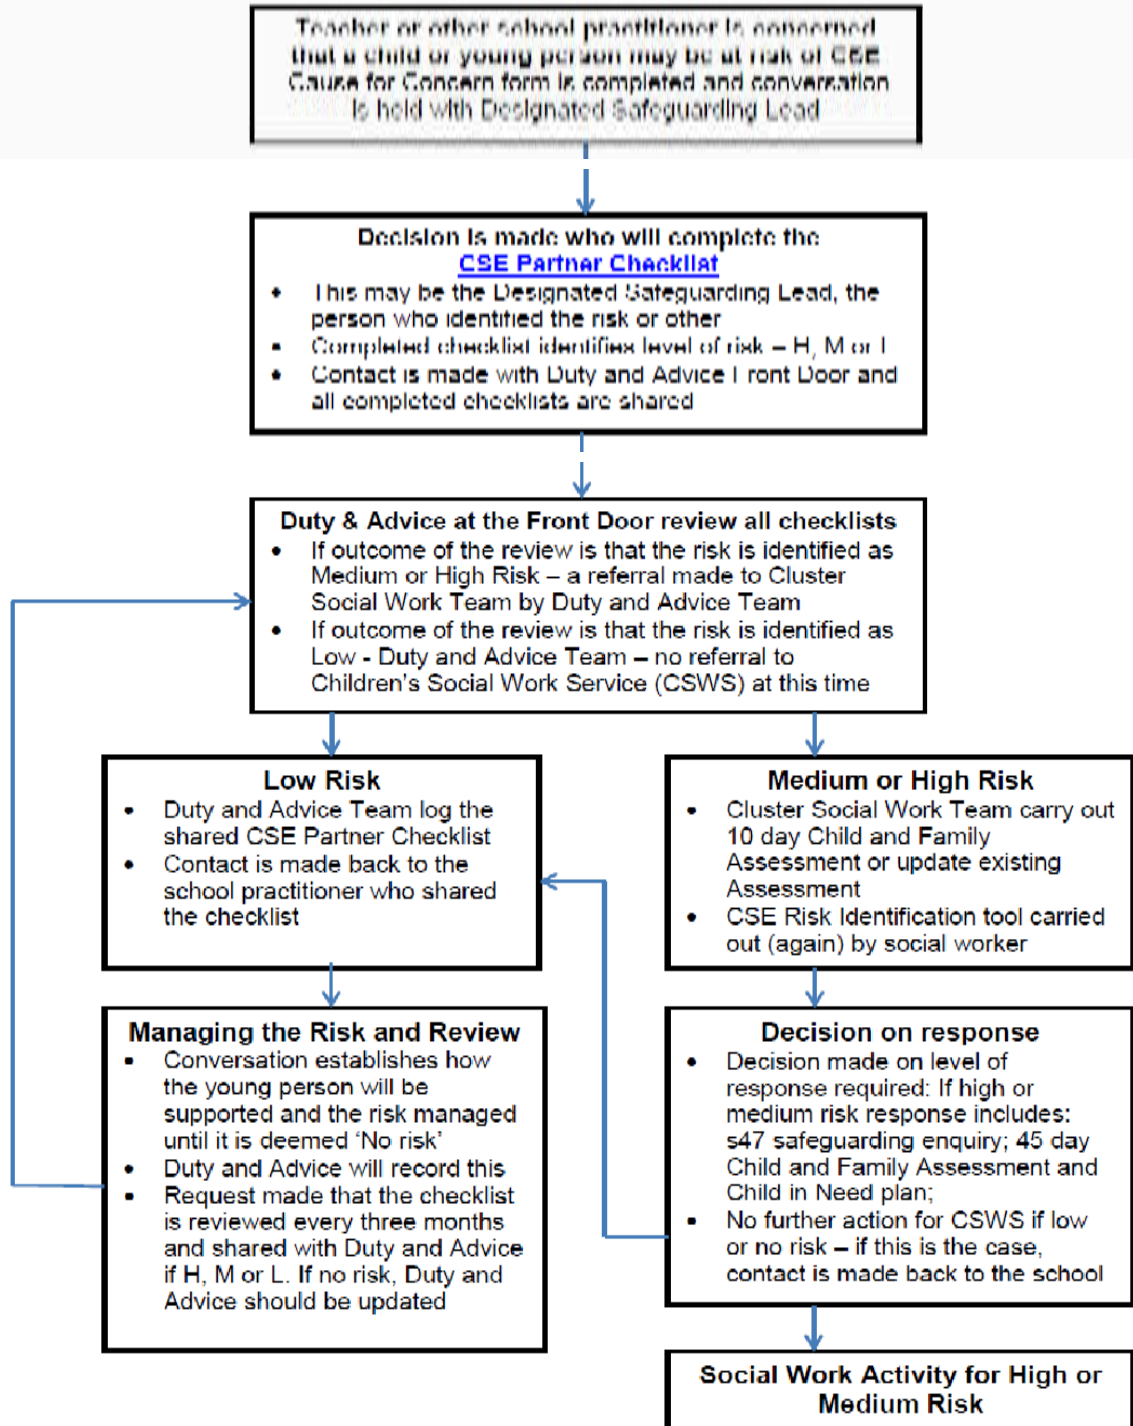 Teacher or other school practitioner is concerned
that a child or young person may be at risk of CSE
Cause for Concern form is completed and conversation
is held with Designated Safeguarding Lead
Decision is made who will complete the
CSE Partner Checklist
• This may be the Designated Safeguarding Lead, the
person who identified the risk or other
• Completed checklist identifies level of risk – H, M or L
• Contact is made with Duty and Advice Front Door and
all completed checklists are shared
Duty & Advice at the Front Door review all checklists
• If outcome of the review is that the risk is identified as
Medium or High Risk – a referral made to Cluster
Social Work Team by Duty and Advice Team
• If outcome of the review is that the risk is identified as
Low - Duty and Advice Team – no referral to
Children's Social Work Service (CSWS) at this time
Low Risk
• Duty and Advice Team log the
shared CSE Partner Checklist
• Contact is made back to the
school practitioner who shared
the checklist
Medium or High Risk
• Cluster Social Work Team carry out
10 day Child and Family
Assessment or update existing
Assessment
• CSE Risk Identification tool carried
out (again) by social worker
Managing the Risk and Review
• Conversation establishes how
the young person will be
supported and the risk managed
until it is deemed 'No risk'
• Duty and Advice will record this
• Request made that the checklist
is reviewed every three months
and shared with Duty and Advice
if H, M or L. If no risk, Duty and
Advice should be updated
Decision on response
• Decision made on level of
response required: If high or
medium risk response includes:
s47 safeguarding enquiry; 45 day
Child and Family Assessment and
Child in Need plan;
• No further action for CSWS if low
or no risk – if this is the case,
contact is made back to the school
Social Work Activity for High or
Medium Risk